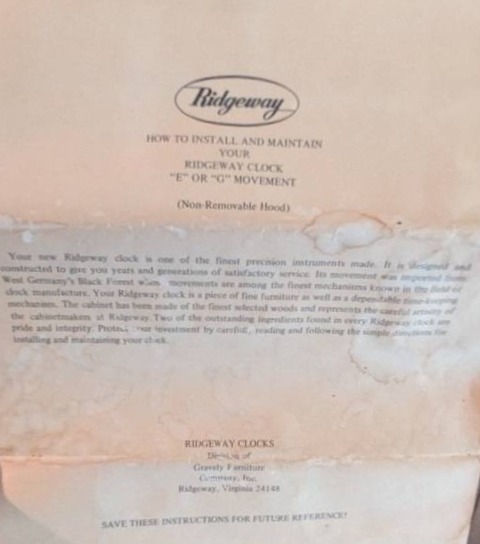 Ridgeway
HOW TO INSTALL AND MAINTAIN
YOUR
RIDGEWAY CLOCK
"E" OR "G" MOVEMENT
(Non-Removable Hood)
Your new Ridgeway clock is one of the finest precision instruments made. It is designed and
constructed to give you years and generations of satisfactory service. Its movement was imported from
West Germany's Black Forest movements are among the finest mechanisms known in the field of
clock manufacture. Your Ridgeway clock is a piece of fine furniture as well as a dependable time-keeping
mechanism. The cabinet has been made of the finest selected woods and represents the careful artistry of
the cabinetmakers at Ridgeway. Two of the outstanding ingredients found in every Ridgeway clock are
pride and integrity. Protect your investment by carefully reading and following the simple directions for
installing and maintaining your clock.
RIDGEWAY CLOCKS
Division of
Gravely Furniture
Company, Inc.
Ridgeway, Virginia 24148
SAVE THESE INSTRUCTIONS FOR FUTURE REFERENCE!